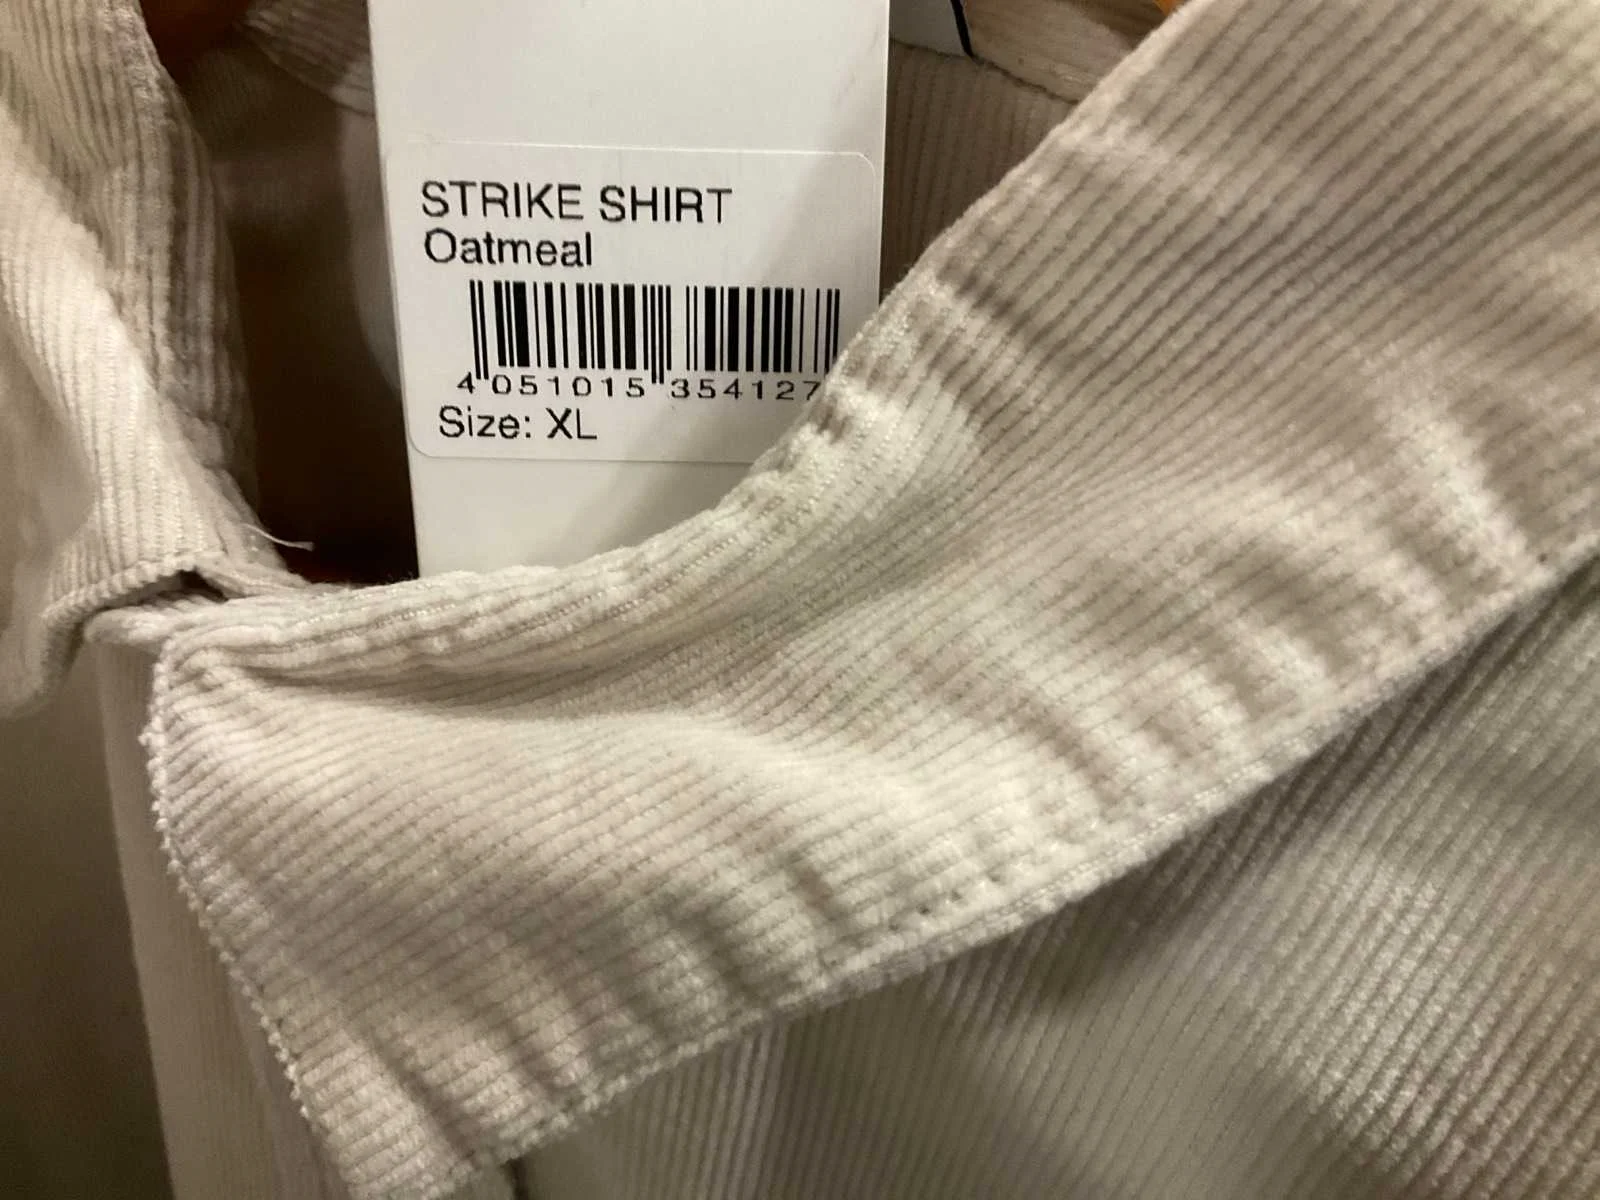 STRIKE SHIRT
Oatmeal
4 051015 354127
Size: XL